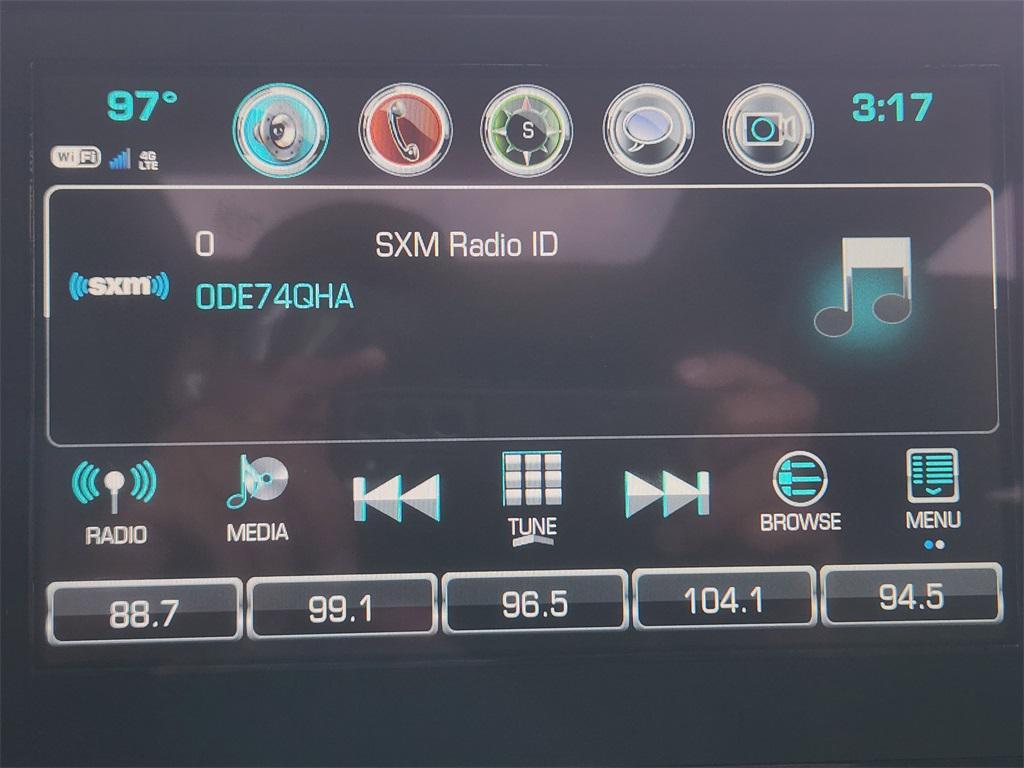 97° S 3:17
WiFi 4G LTE
0 SXM Radio ID
sxm
0DE74QHA
RADIO MEDIA TUNE BROWSE MENU
88.7 99.1 96.5 104.1 94.5